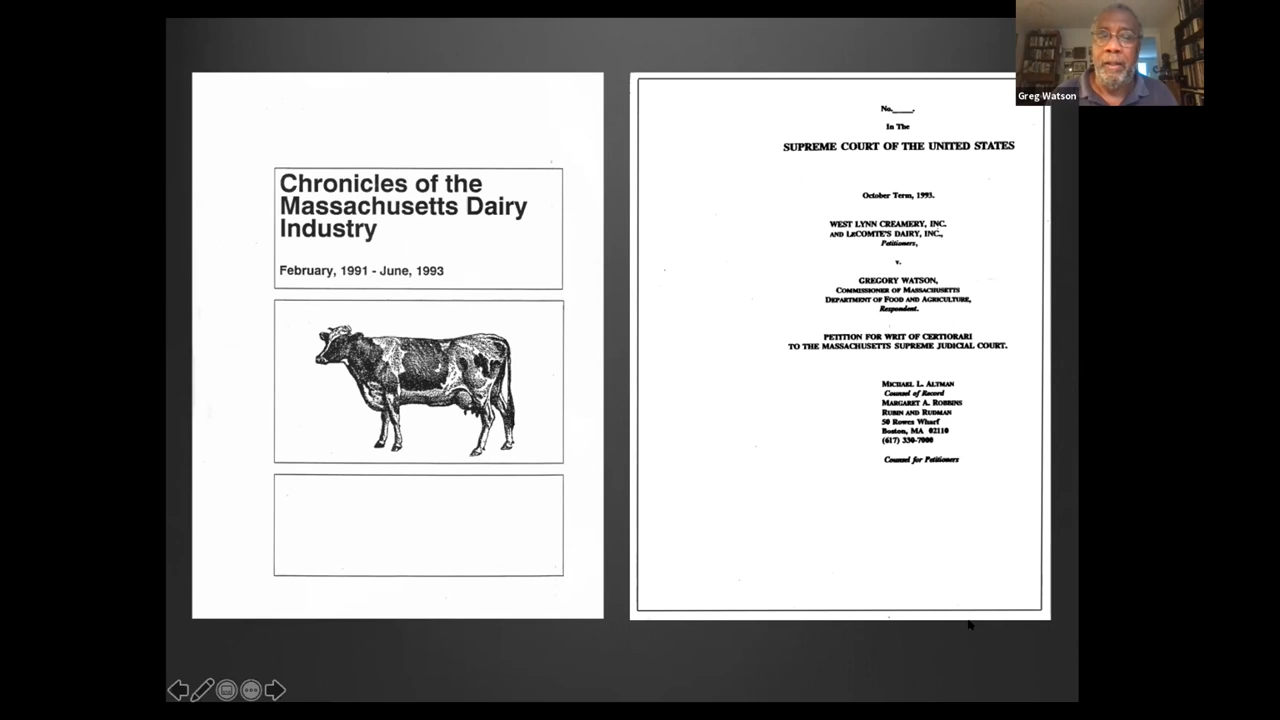 Chronicles of the
Massachusetts Dairy
Industry
February, 1991 - June, 1993
No.____.
In The
SUPREME COURT OF THE UNITED STATES
October Term, 1993.
WEST LYNN CREAMERY, INC.
AND LECOMTE'S DAIRY, INC.,
Petitioners,
v.
GREGORY WATSON,
COMMISSIONER OF MASSACHUSETTS
DEPARTMENT OF FOOD AND AGRICULTURE,
Respondent.
PETITION FOR WRIT OF CERTIORARI
TO THE MASSACHUSETTS SUPREME JUDICIAL COURT.
MICHAEL L. ALTMAN
Counsel of Record
MARGARET A. ROBBINS
RUBIN AND RUDMAN
50 Rowes Wharf
Boston, MA 02110
(617) 330-7000
Counsel for Petitioners
Greg Watson